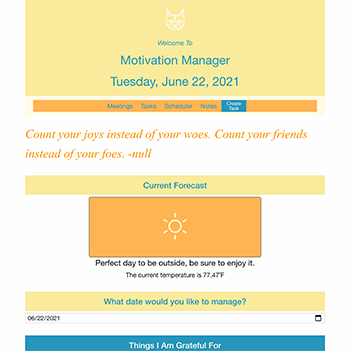 Welcome To
Motivation Manager
Tuesday, June 22, 2021
Meetings Tasks Scheduler Notes Create Task
Count your joys instead of your woes. Count your friends
instead of your foes. -null
Current Forecast
Perfect day to be outside, be sure to enjoy it.
The current temperature is 77.47°F
What date would you like to manage?
06/22/2021
Things I Am Grateful For